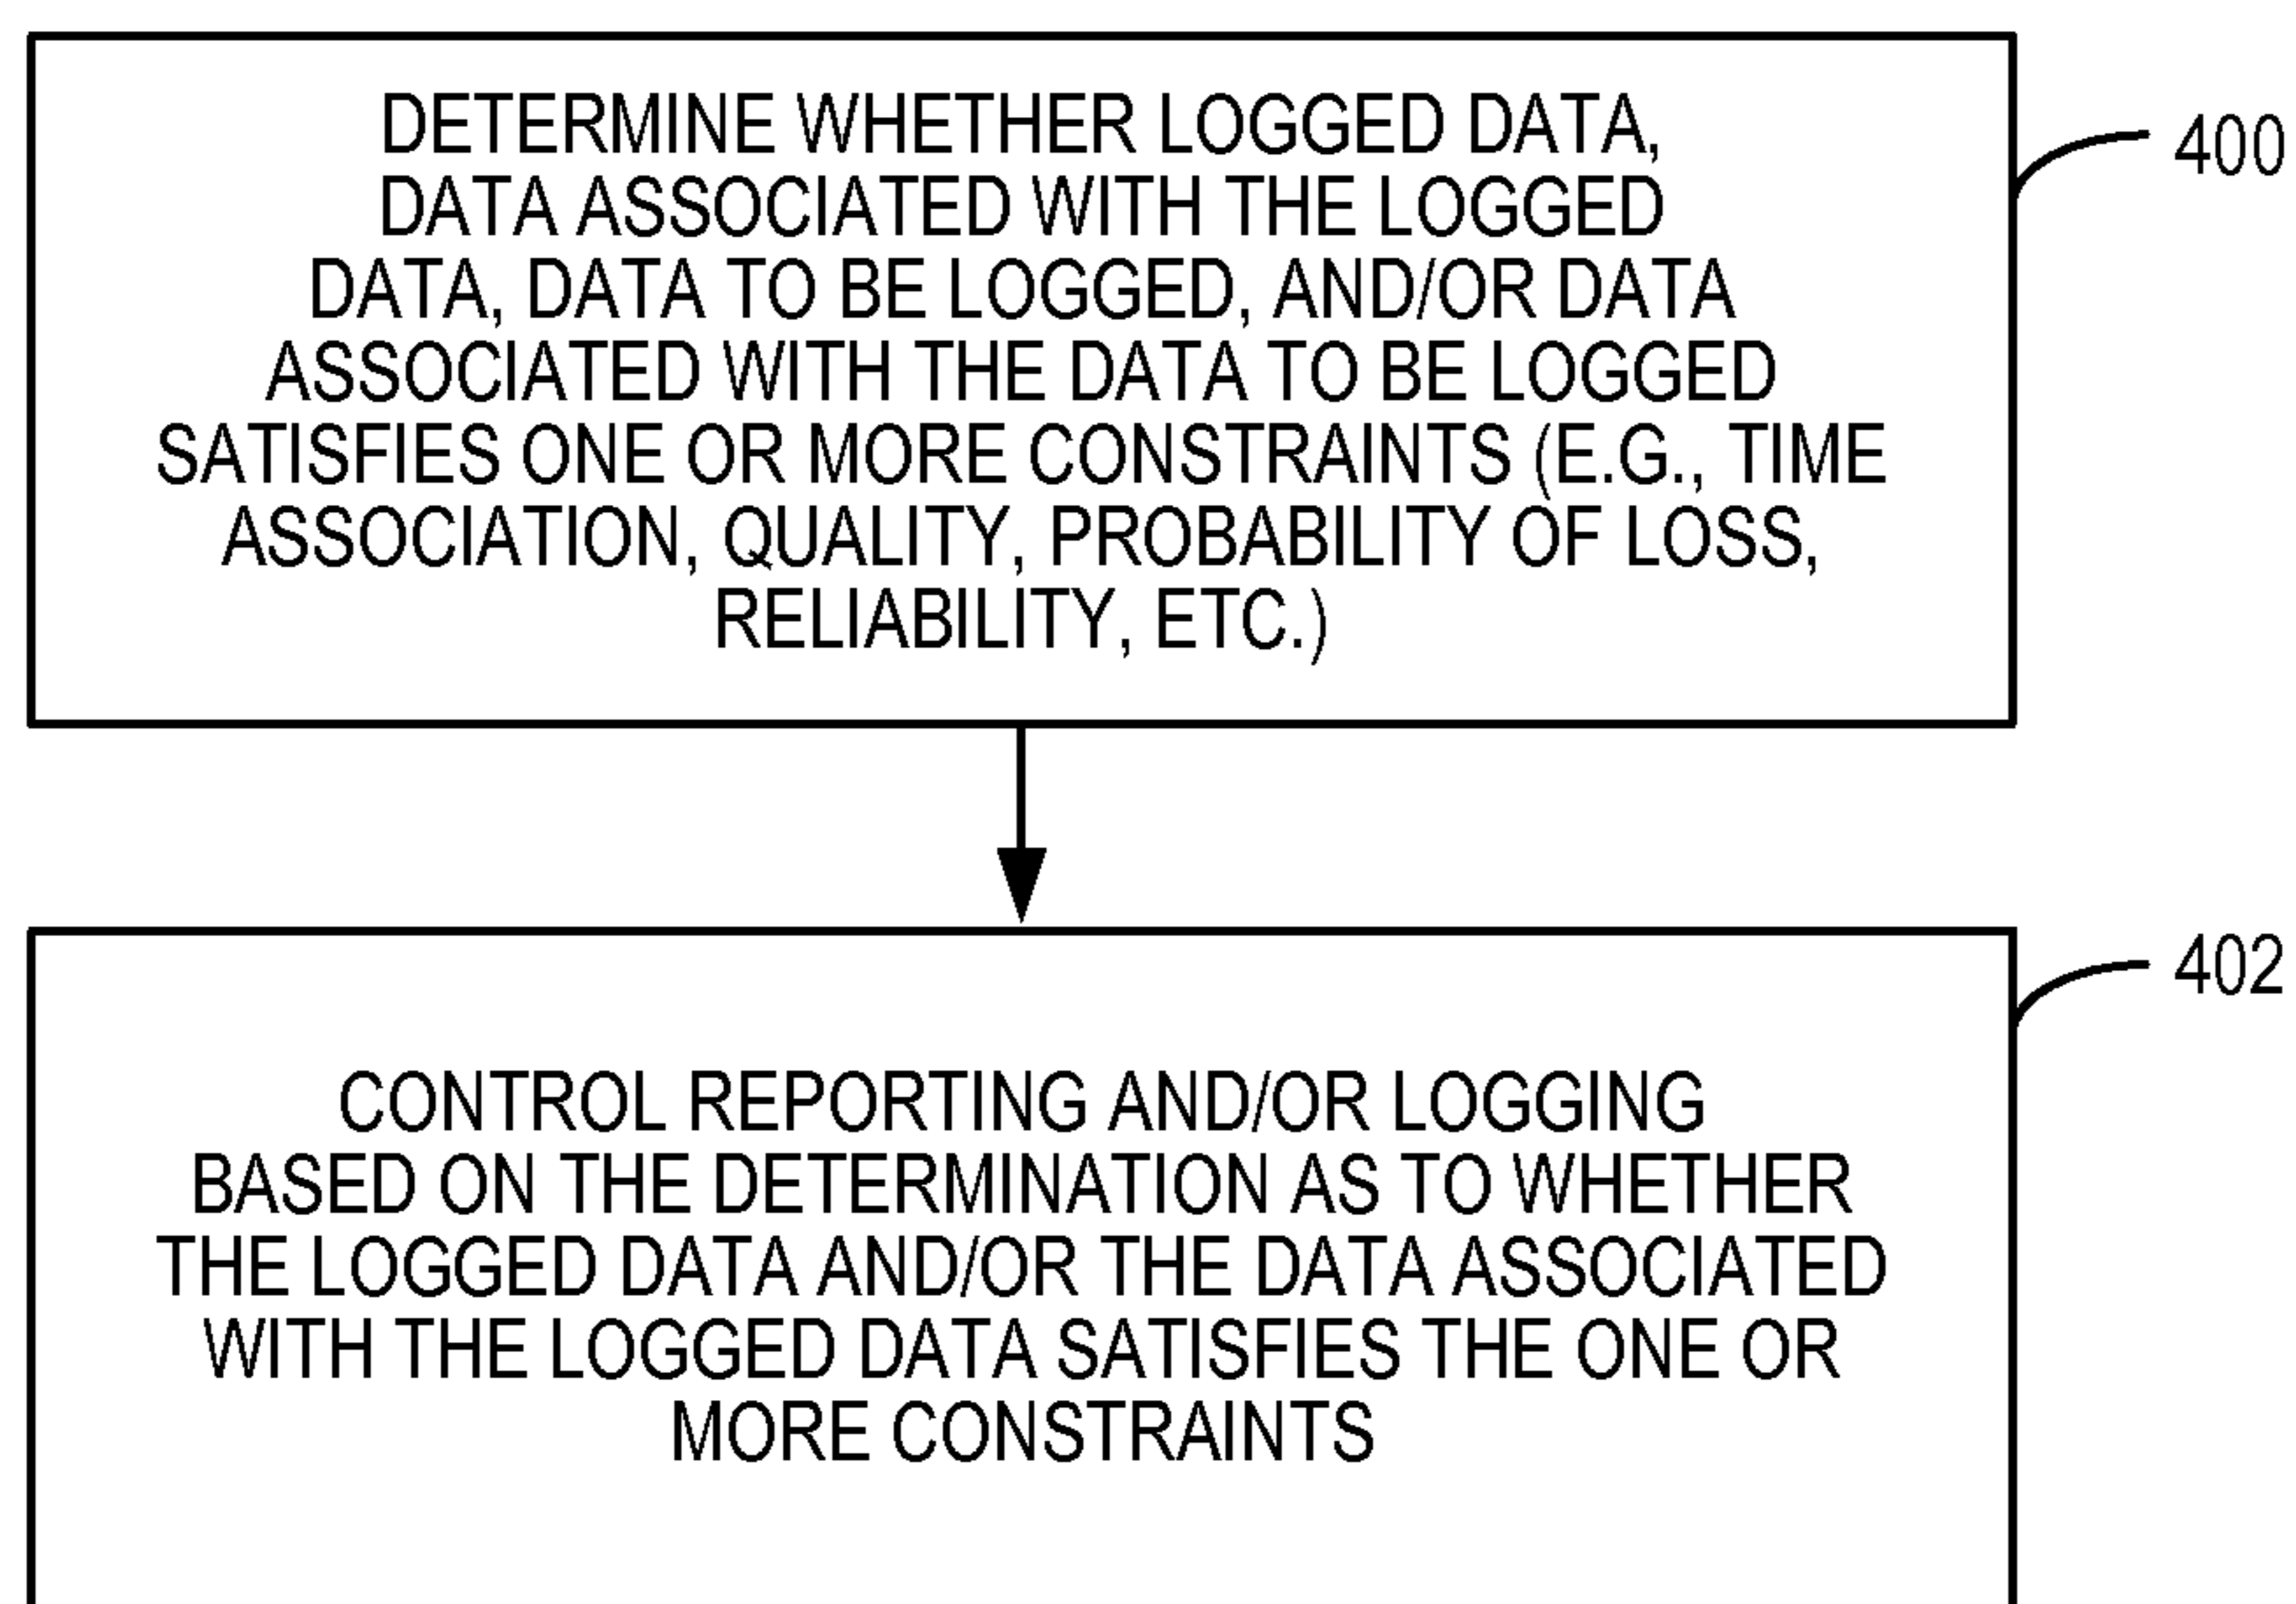 DETERMINE WHETHER LOGGED DATA,
DATA ASSOCIATED WITH THE LOGGED
DATA, DATA TO BE LOGGED, AND/OR DATA
ASSOCIATED WITH THE DATA TO BE LOGGED
SATISFIES ONE OR MORE CONSTRAINTS (E.G., TIME
ASSOCIATION, QUALITY, PROBABILITY OF LOSS,
RELIABILITY, ETC.)
400
CONTROL REPORTING AND/OR LOGGING
BASED ON THE DETERMINATION AS TO WHETHER
THE LOGGED DATA AND/OR THE DATA ASSOCIATED
WITH THE LOGGED DATA SATISFIES THE ONE OR
MORE CONSTRAINTS
402